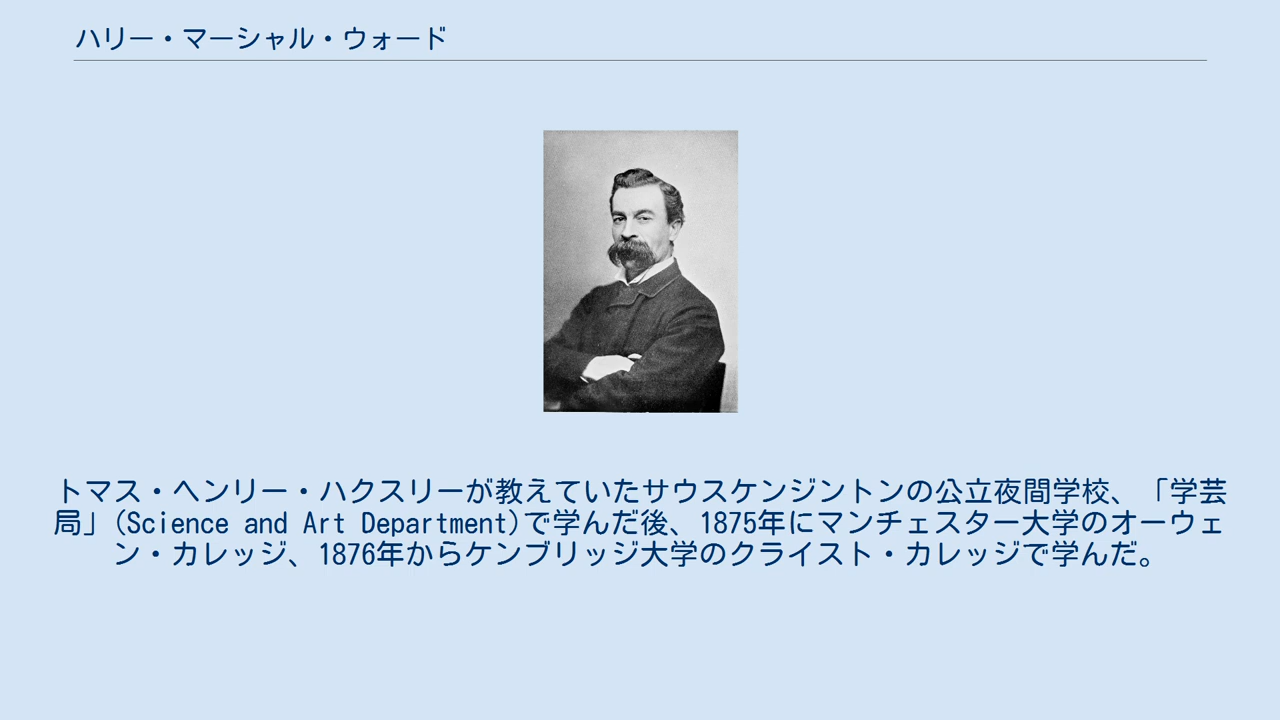 ハリー・マーシャル・ウォード
トマス・ヘンリー・ハクスリーが教えていたサウスケンジントンの公立夜間学校、「学芸
局」(Science and Art Department)で学んだ後、1875年にマンチェスター大学のオーウェ
ン・カレッジ、1876年からケンブリッジ大学のクライスト・カレッジで学んだ。